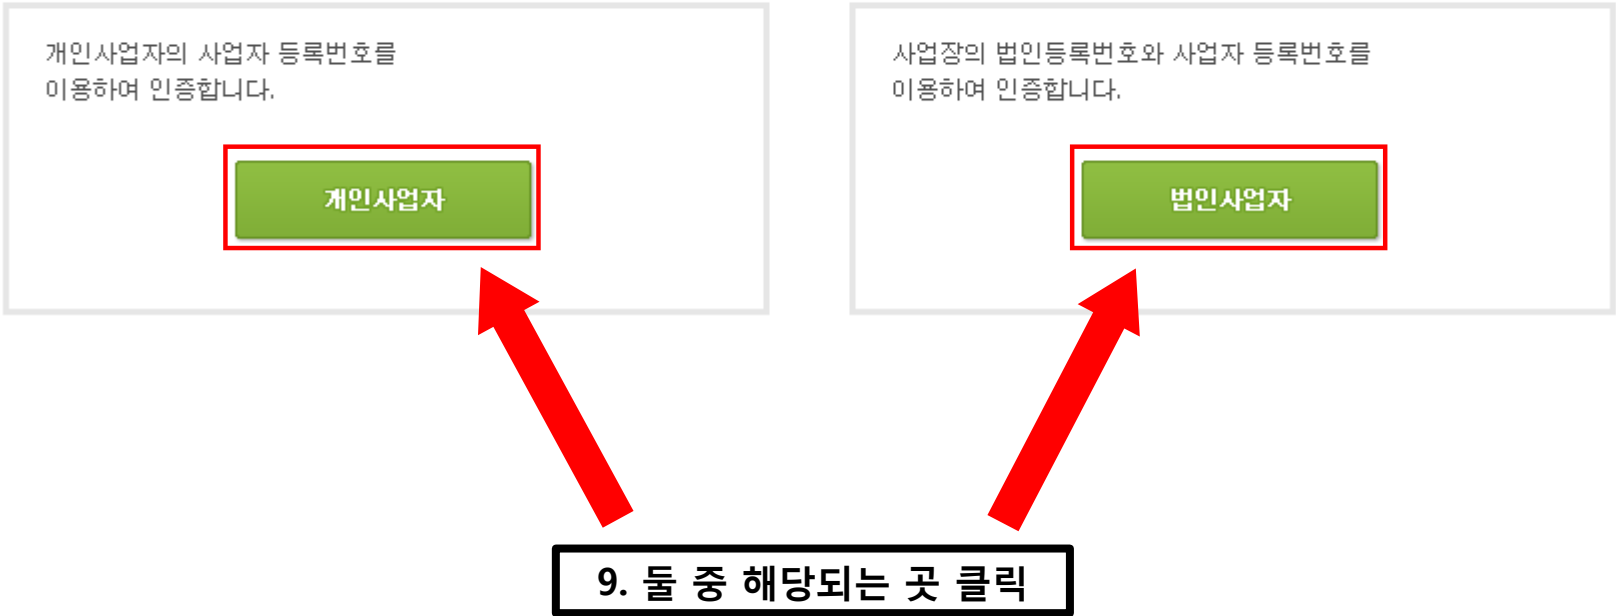 개인사업자의 사업자 등록번호를
이용하여 인증합니다.
개인사업자
사업장의 법인등록번호와 사업자 등록번호를
이용하여 인증합니다.
법인사업자
9. 둘 중 해당되는 곳 클릭